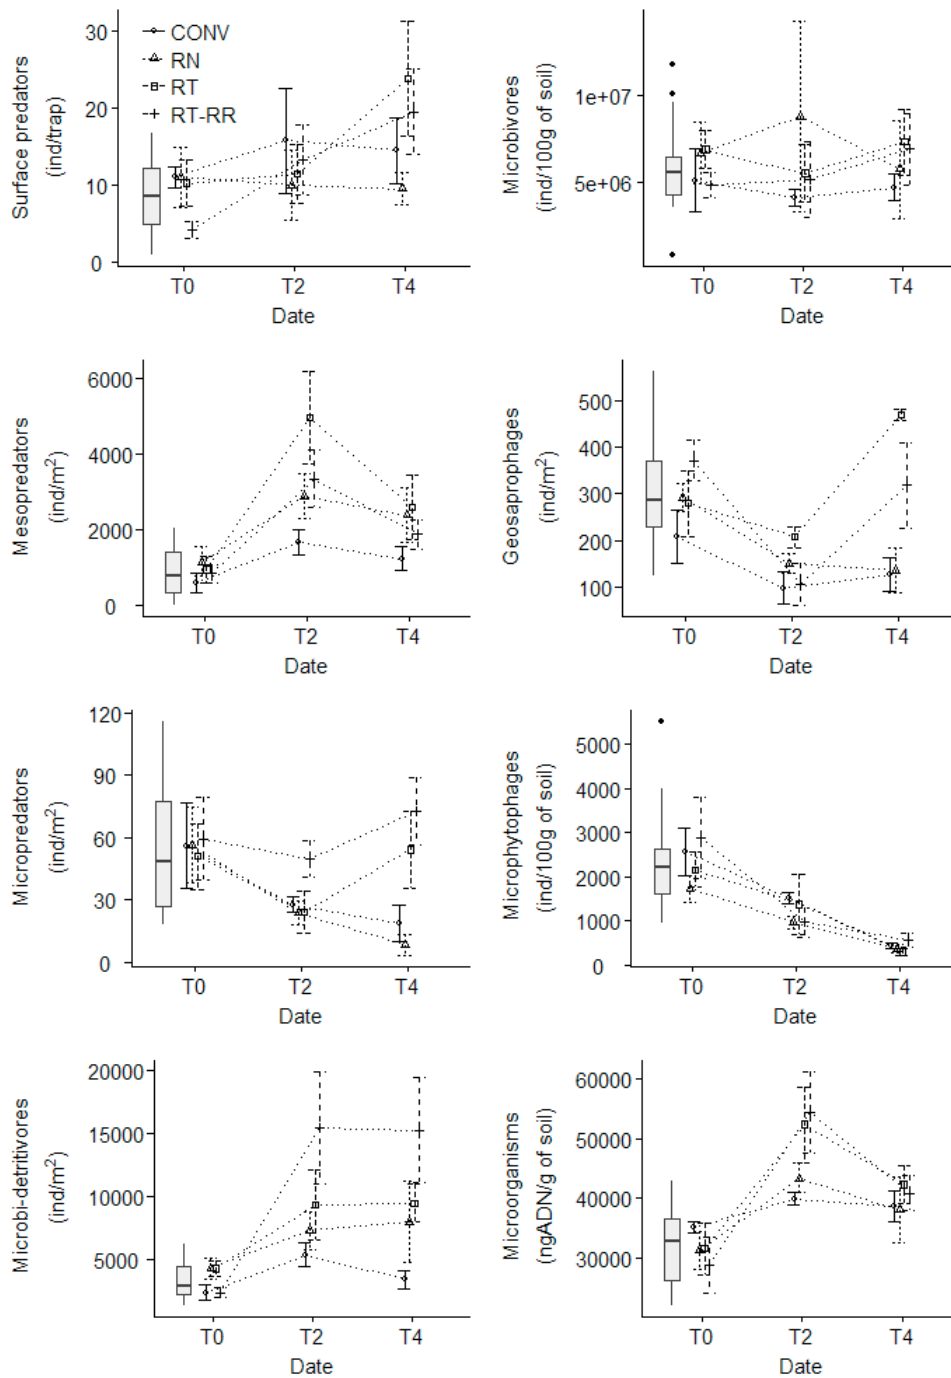 Surface predators
(ind/trap)
30
20
10
0
CONV
RN
RT
RT-RR
T0 T2 T4
Date
Microbivores
(ind/100g of soil)
1e+07
5e+06
T0 T2 T4
Date
Mesopredators
(ind/m²)
6000
4000
2000
0
T0 T2 T4
Date
Geosaprophages
(ind/m²)
500
400
300
200
100
T0 T2 T4
Date
Micropredators
(ind/m²)
120
90
60
30
0
T0 T2 T4
Date
Microphytophages
(ind/100g of soil)
5000
4000
3000
2000
1000
0
T0 T2 T4
Date
Microbi-detritivores
(ind/m²)
20000
15000
10000
5000
T0 T2 T4
Date
Microorganisms
(ngADN/g of soil)
60000
50000
40000
30000
T0 T2 T4
Date